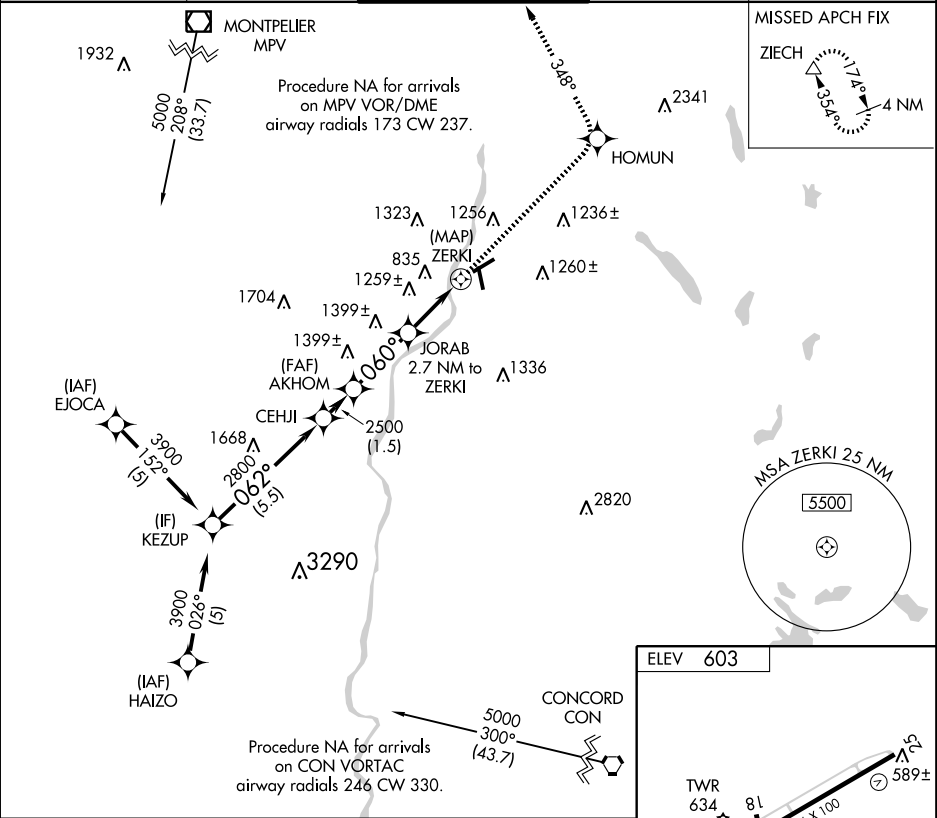 MONTPELIER
MPV
1932
5000
208°
(33.7)
Procedure NA for arrivals
on MPV VOR/DME
airway radials 173 CW 237.
348°
2341
HOMUN
MISSED APCH FIX
ZIECH
174°
354°
4 NM
1323
1256
1236±
(MAP)
ZERKI
835
1259±
1260±
1704
1399±
1399±
060°
JORAB
2.7 NM to
ZERKI
1336
(FAF)
AKHOM
(IAF)
EJOCA
CEHJI
2500
(1.5)
3900
152°
(5)
1668
2800
062°
(5.5)
(IF)
KEZUP
2820
MSA ZERKI 25 NM
5500
3290
3900
026°
(5)
(IAF)
HAIZO
ELEV 603
CONCORD
CON
5000
300°
(43.7)
Procedure NA for arrivals
on CON VORTAC
airway radials 246 CW 330.
TWR
634
18
X 100
25
589±